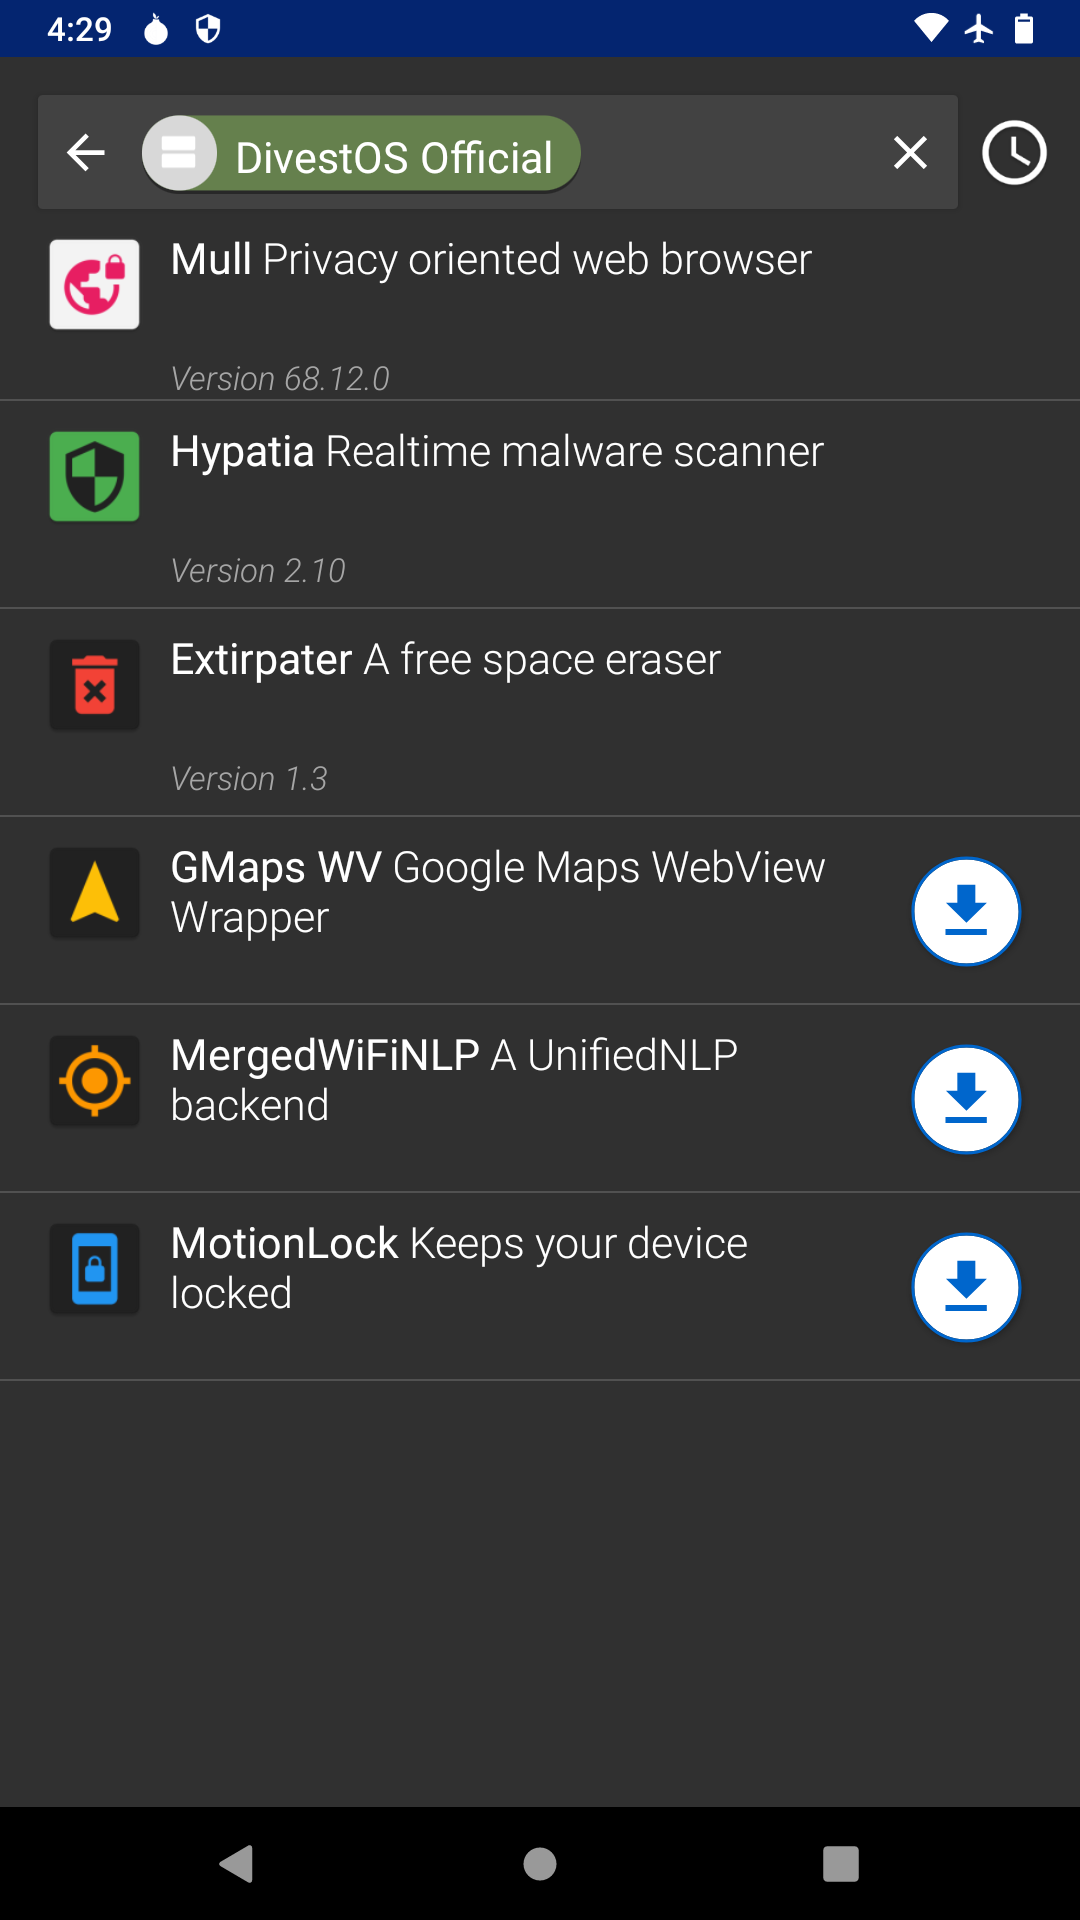 4:29
DivestOS Official
Mull Privacy oriented web browser
Version 68.12.0
Hypatia Realtime malware scanner
Version 2.10
Extirpater A free space eraser
Version 1.3
GMaps WV Google Maps WebView
Wrapper
MergedWiFiNLP A UnifiedNLP
backend
MotionLock Keeps your device
locked